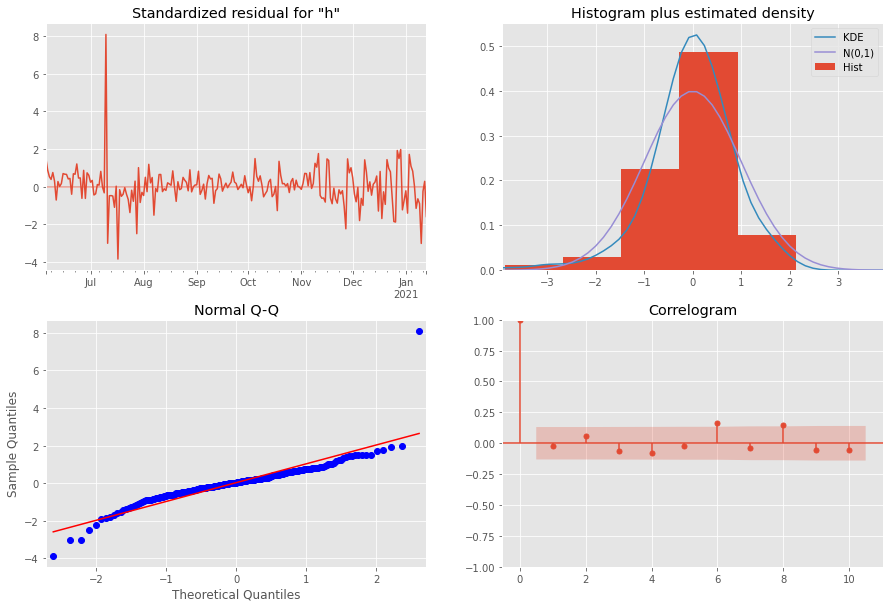 Standardized residual for "h"
8
6
4
2
0
−2
−4
Jul Aug Sep Oct Nov Dec Jan
2021
Histogram plus estimated density
KDE
N(0,1)
Hist
0.5
0.4
0.3
0.2
0.1
0.0
−3 −2 −1 0 1 2 3
Normal Q-Q
Sample Quantiles
8
6
4
2
0
−2
−4
−2 −1 0 1 2
Theoretical Quantiles
Correlogram
1.00
0.75
0.50
0.25
0.00
−0.25
−0.50
−0.75
−1.00
0 2 4 6 8 10